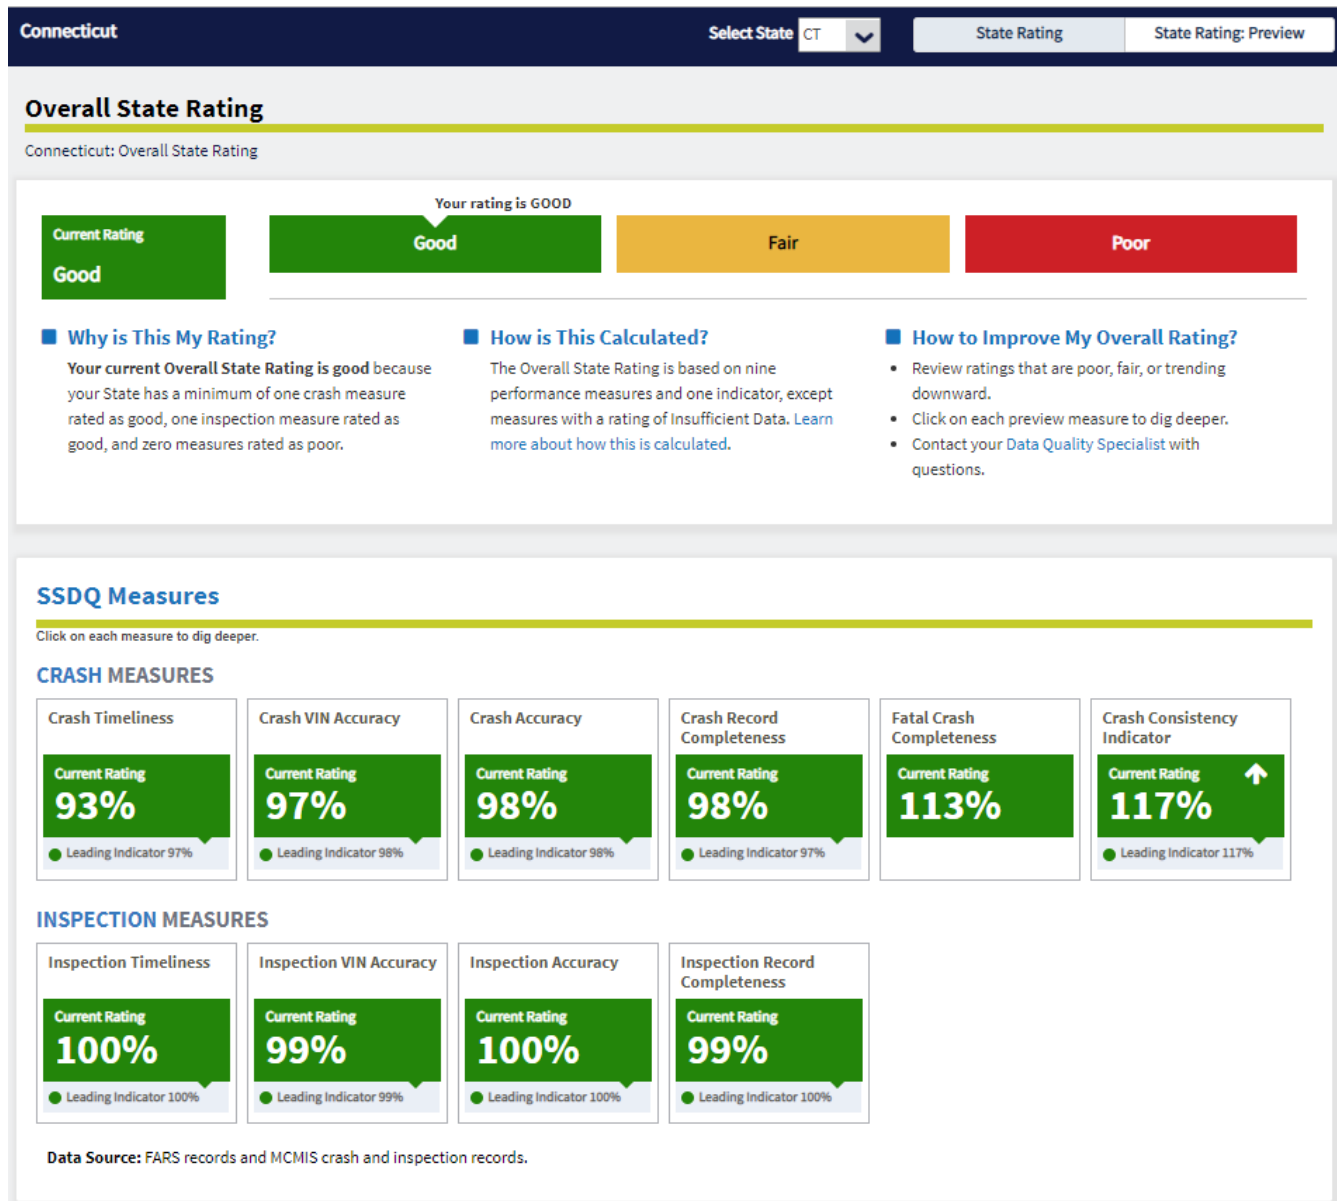 Connecticut
Select State CT
State Rating
State Rating: Preview
Overall State Rating
Connecticut: Overall State Rating
Your rating is GOOD
Current Rating
Good
Good
Fair
Poor
Why is This My Rating?
Your current Overall State Rating is good because
your State has a minimum of one crash measure
rated as good, one inspection measure rated as
good, and zero measures rated as poor.
How is This Calculated?
The Overall State Rating is based on nine
performance measures and one indicator, except
measures with a rating of Insufficient Data. Learn
more about how this is calculated.
How to Improve My Overall Rating?
• Review ratings that are poor, fair, or trending
downward.
• Click on each preview measure to dig deeper.
• Contact your Data Quality Specialist with
questions.
SSDQ Measures
Click on each measure to dig deeper.
CRASH MEASURES
Crash Timeliness
Current Rating
93%
Leading Indicator 97%
Crash VIN Accuracy
Current Rating
97%
Leading Indicator 98%
Crash Accuracy
Current Rating
98%
Leading Indicator 98%
Crash Record
Completeness
Current Rating
98%
Leading Indicator 97%
Fatal Crash
Completeness
Current Rating
113%
Crash Consistency
Indicator
Current Rating
117%
Leading Indicator 117%
INSPECTION MEASURES
Inspection Timeliness
Current Rating
100%
Leading Indicator 100%
Inspection VIN Accuracy
Current Rating
99%
Leading Indicator 99%
Inspection Accuracy
Current Rating
100%
Leading Indicator 100%
Inspection Record
Completeness
Current Rating
99%
Leading Indicator 100%
Data Source: FARS records and MCMIS crash and inspection records.